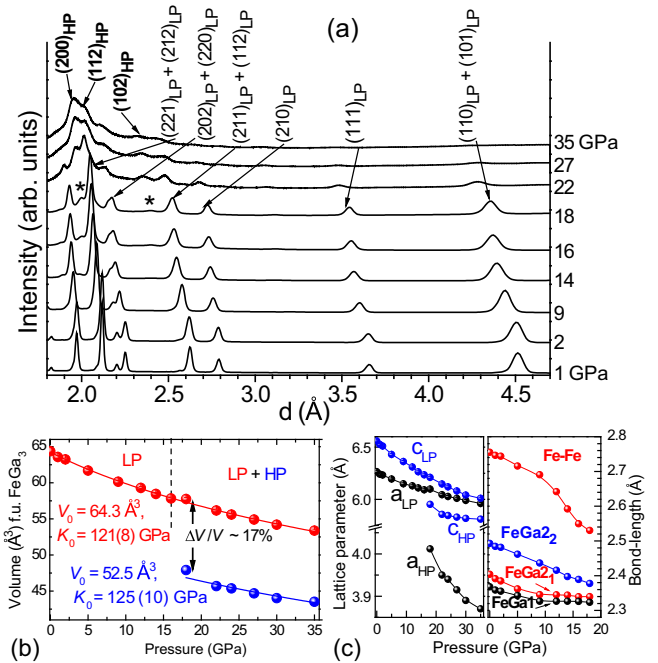 (a)
(200)HP
(112)HP
(102)HP
(221)LP + (212)LP
(202)LP + (220)LP
(211)LP + (112)LP
(210)LP
(111)LP
(110)LP + (101)LP
Intensity (arb. units)
35 GPa
27
22
* *
18
16
14
9
2
1 GPa
2.0 2.5 3.0 3.5 4.0 4.5
d (Å)
Volume (Å³) f.u. FeGa₃
65
60
55
50
45
40
LP
LP + HP
V₀ = 64.3 Å³,
K₀ = 121(8) GPa
ΔV/V ~ 17%
V₀ = 52.5 Å³,
K₀ = 125 (10) GPa
0 5 10 15 20 25 30 35
Pressure (GPa)
(b)
Lattice parameter (Å)
6.5
6.0
4.0
3.9
cLP
aLP
cHP
aHP
0 10 20 30
Fe-Fe
FeGa2₂
FeGa2₁
FeGa1
2.8
2.7
2.6
2.5
2.4
2.3
Bond-length (Å)
0 5 10 15 20
Pressure (GPa)
(c)